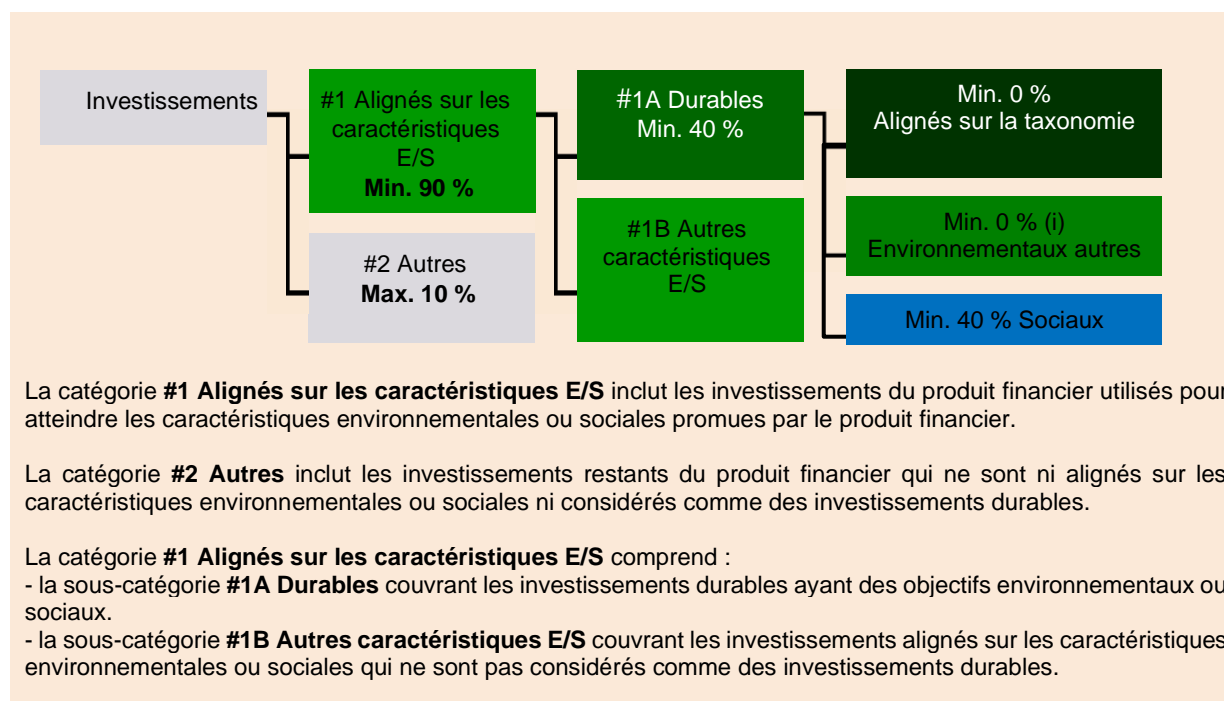 Investissements
#1 Alignés sur les
caractéristiques
E/S
Min. 90 %
#2 Autres
Max. 10 %
#1A Durables
Min. 40 %
#1B Autres
caractéristiques
E/S
Min. 0 %
Alignés sur la taxonomie
Min. 0 % (i)
Environnementaux autres
Min. 40 % Sociaux
La catégorie #1 Alignés sur les caractéristiques E/S inclut les investissements du produit financier utilisés pour
atteindre les caractéristiques environnementales ou sociales promues par le produit financier.
La catégorie #2 Autres inclut les investissements restants du produit financier qui ne sont ni alignés sur les
caractéristiques environnementales ou sociales ni considérés comme des investissements durables.
La catégorie #1 Alignés sur les caractéristiques E/S comprend :
- la sous-catégorie #1A Durables couvrant les investissements durables ayant des objectifs environnementaux ou
sociaux.
- la sous-catégorie #1B Autres caractéristiques E/S couvrant les investissements alignés sur les caractéristiques
environnementales ou sociales qui ne sont pas considérés comme des investissements durables.